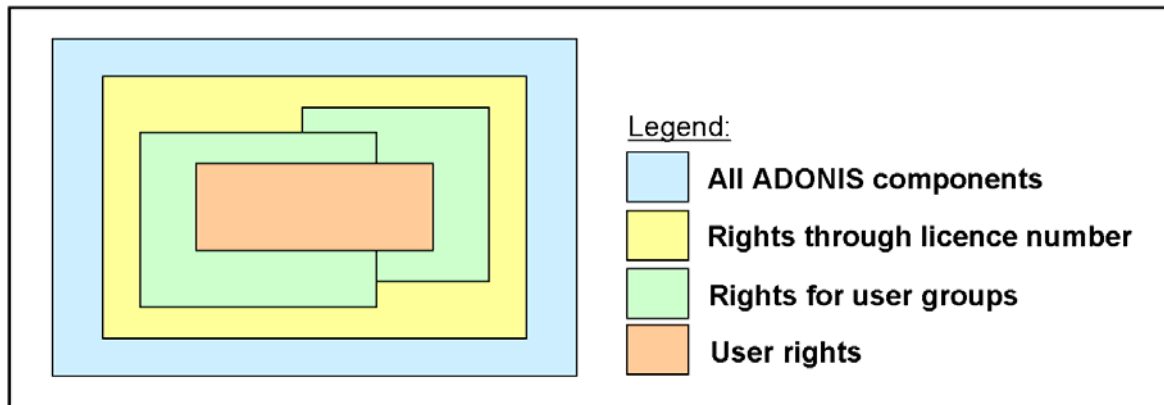 Legend:
All ADONIS components
Rights through licence number
Rights for user groups
User rights